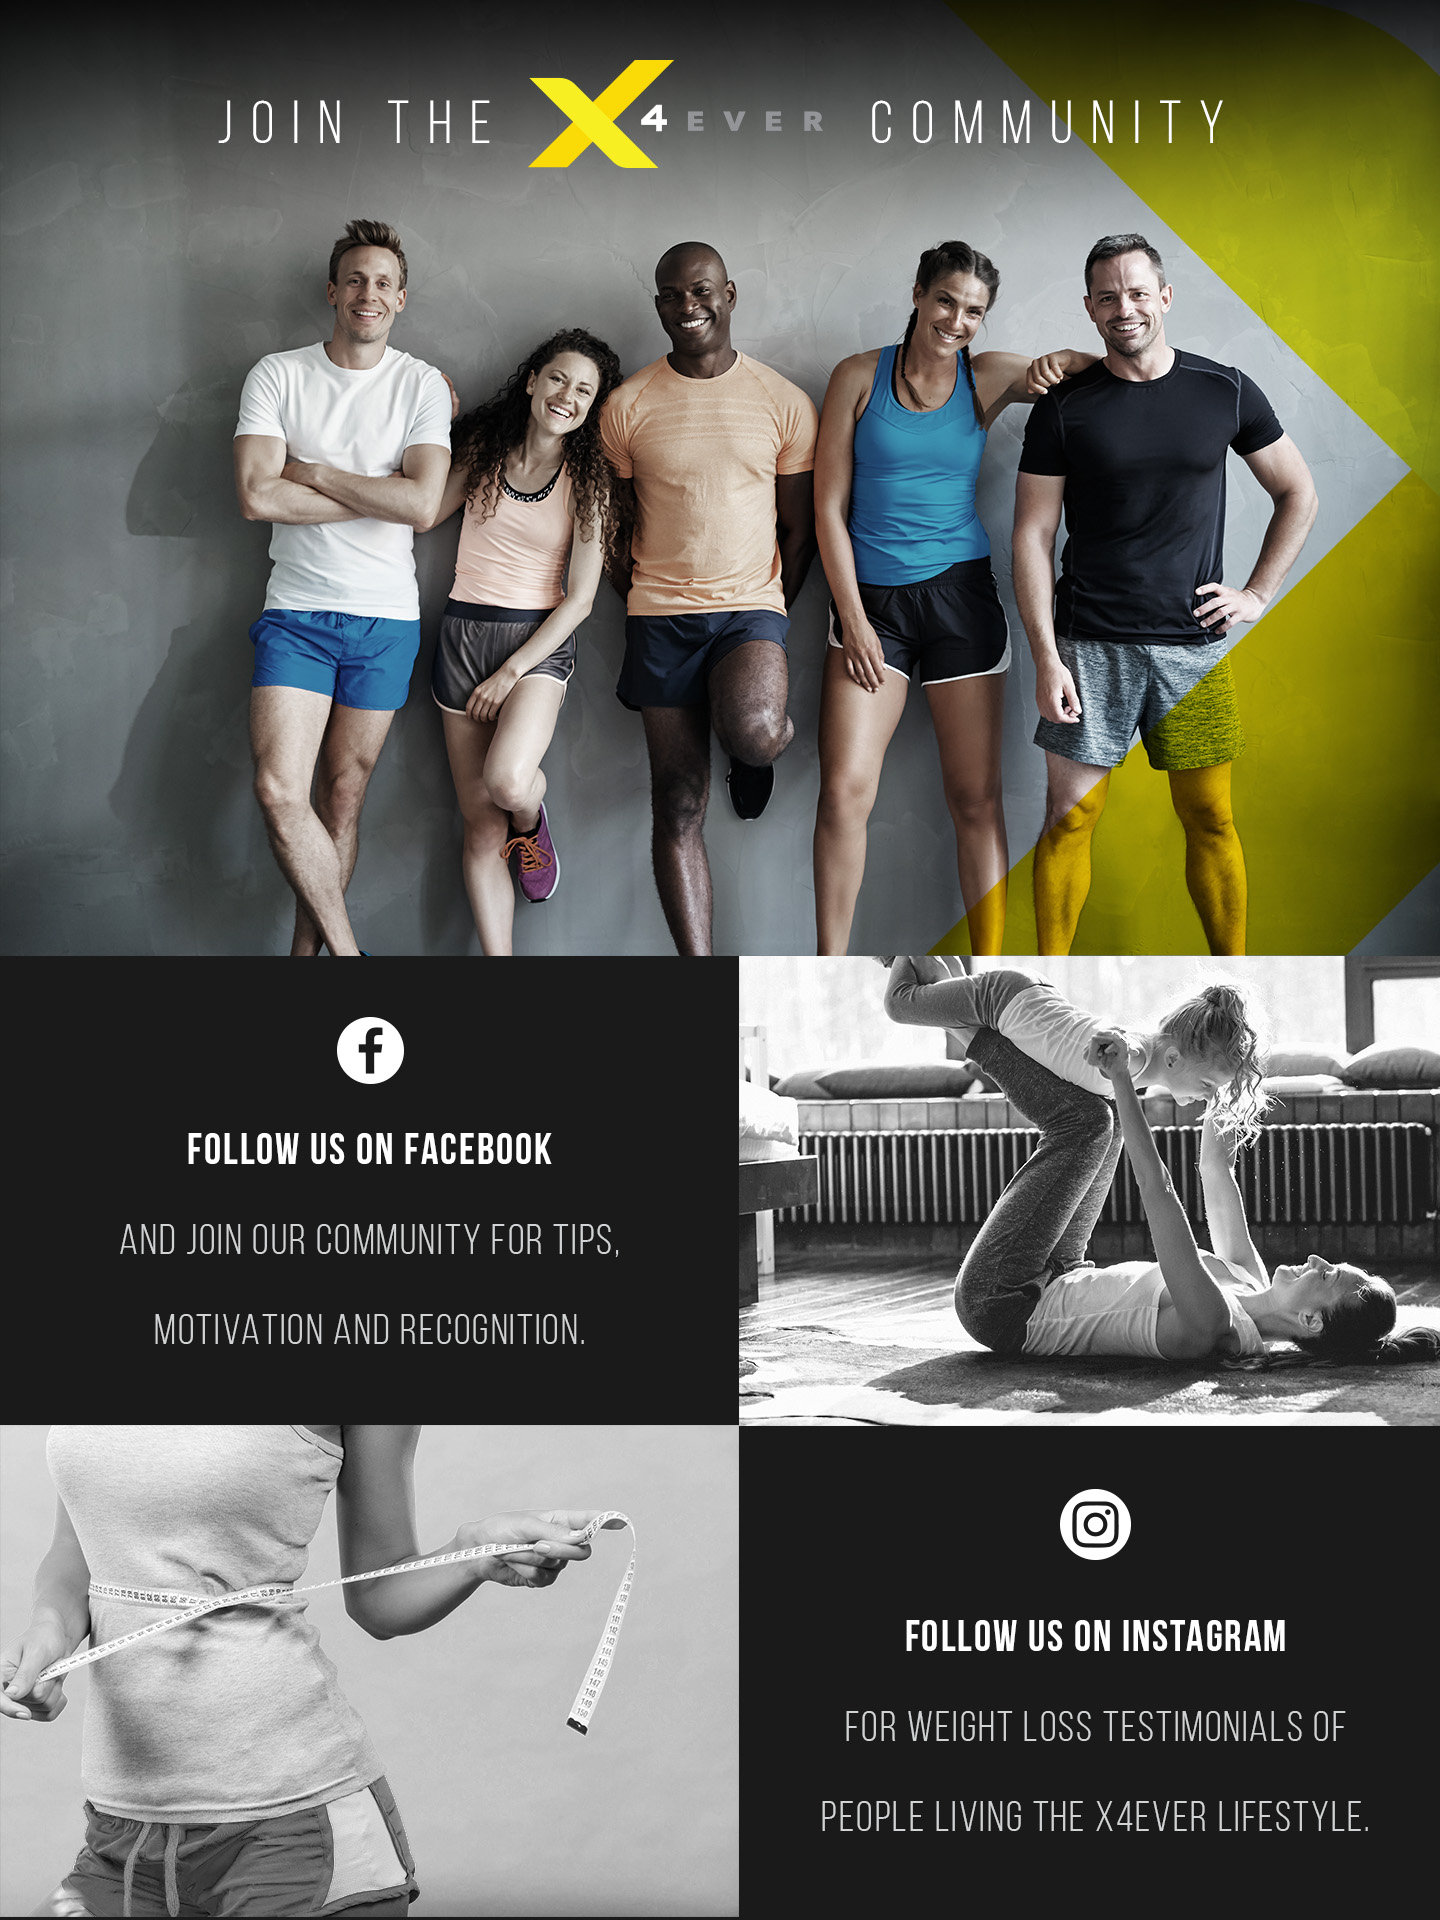 JOIN THE X4EVER COMMUNITY
FOLLOW US ON FACEBOOK
AND JOIN OUR COMMUNITY FOR TIPS,
MOTIVATION AND RECOGNITION.
FOLLOW US ON INSTAGRAM
FOR WEIGHT LOSS TESTIMONIALS OF
PEOPLE LIVING THE X4EVER LIFESTYLE.